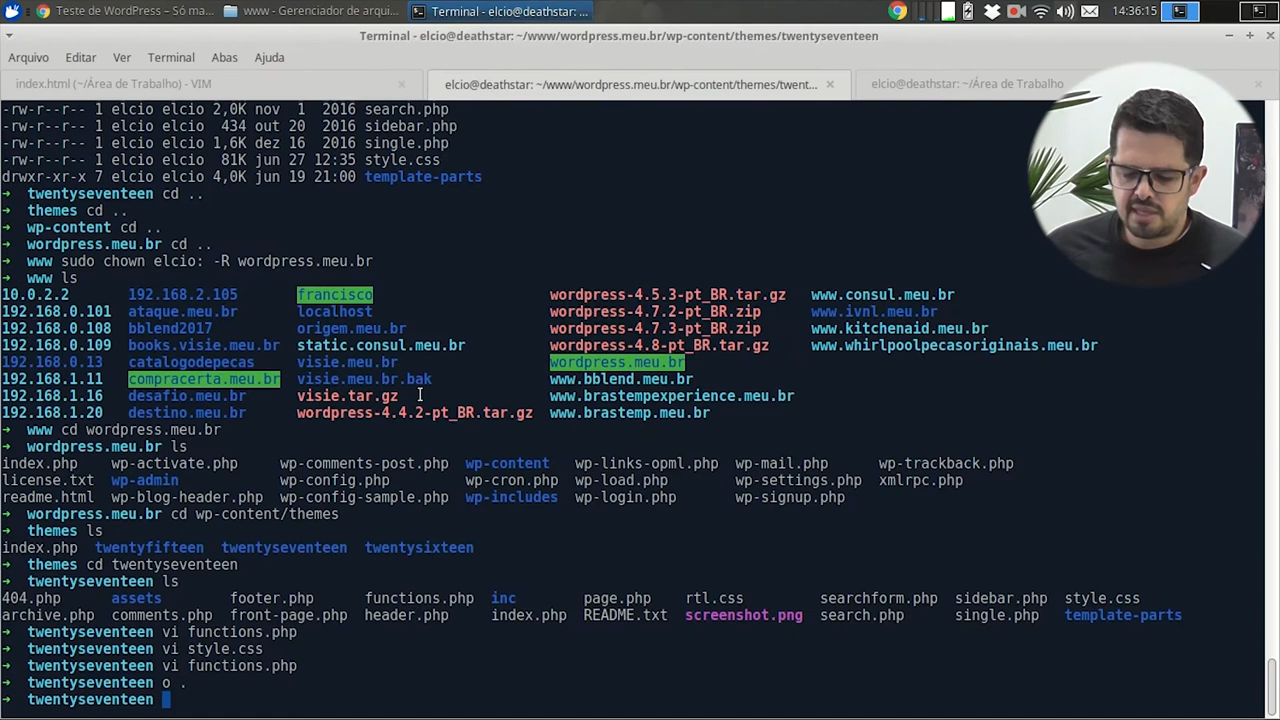 Teste de WordPress – Só ma...
www - Gerenciador de arqui...
Terminal - elcio@deathstar: ...
14:36:15
Terminal - elcio@deathstar: ~/www/wordpress.meu.br/wp-content/themes/twentyseventeen
Arquivo Editar Ver Terminal Abas Ajuda
index.html (~/Área de Trabalho) - VIM
elcio@deathstar: ~/www/wordpress.meu.br/wp-content/themes/twent...
elcio@deathstar: ~/Área de Trabalho
-rw-r--r-- 1 elcio elcio 2,0K nov  1  2016 search.php
-rw-r--r-- 1 elcio elcio  434 out 20  2016 sidebar.php
-rw-r--r-- 1 elcio elcio 1,6K dez 16  2016 single.php
-rw-r--r-- 1 elcio elcio  81K jun 27 12:35 style.css
drwxr-xr-x 7 elcio elcio 4,0K jun 19 21:00 template-parts
➜  twentyseventeen cd ..
➜  themes cd ..
➜  wp-content cd ..
➜  wordpress.meu.br cd ..
➜  www sudo chown elcio: -R wordpress.meu.br
➜  www ls
10.0.2.2 192.168.2.105 francisco wordpress-4.5.3-pt_BR.tar.gz www.consul.meu.br
192.168.0.101 ataque.meu.br localhost wordpress-4.7.2-pt_BR.zip www.ivnl.meu.br
192.168.0.108 bblend2017 origem.meu.br wordpress-4.7.3-pt_BR.zip www.kitchenaid.meu.br
192.168.0.109 books.visie.meu.br static.consul.meu.br wordpress-4.8-pt_BR.tar.gz www.whirlpoolpecasoriginais.meu.br
192.168.0.13 catalogodepecas visie.meu.br wordpress.meu.br
192.168.1.11 compracerta.meu.br visie.meu.br.bak www.bblend.meu.br
192.168.1.16 desafio.meu.br visie.tar.gz www.brastempexperience.meu.br
192.168.1.20 destino.meu.br wordpress-4.4.2-pt_BR.tar.gz www.brastemp.meu.br
➜  www cd wordpress.meu.br
➜  wordpress.meu.br ls
index.php wp-activate.php wp-comments-post.php wp-content wp-links-opml.php wp-mail.php wp-trackback.php
license.txt wp-admin wp-config.php wp-cron.php wp-load.php wp-settings.php xmlrpc.php
readme.html wp-blog-header.php wp-config-sample.php wp-includes wp-login.php wp-signup.php
➜  wordpress.meu.br cd wp-content/themes
➜  themes ls
index.php twentyfifteen twentyseventeen twentysixteen
➜  themes cd twentyseventeen
➜  twentyseventeen ls
404.php assets footer.php functions.php inc page.php rtl.css searchform.php sidebar.php style.css
archive.php comments.php front-page.php header.php index.php README.txt screenshot.png search.php single.php template-parts
➜  twentyseventeen vi functions.php
➜  twentyseventeen vi style.css
➜  twentyseventeen vi functions.php
➜  twentyseventeen o .
➜  twentyseventeen